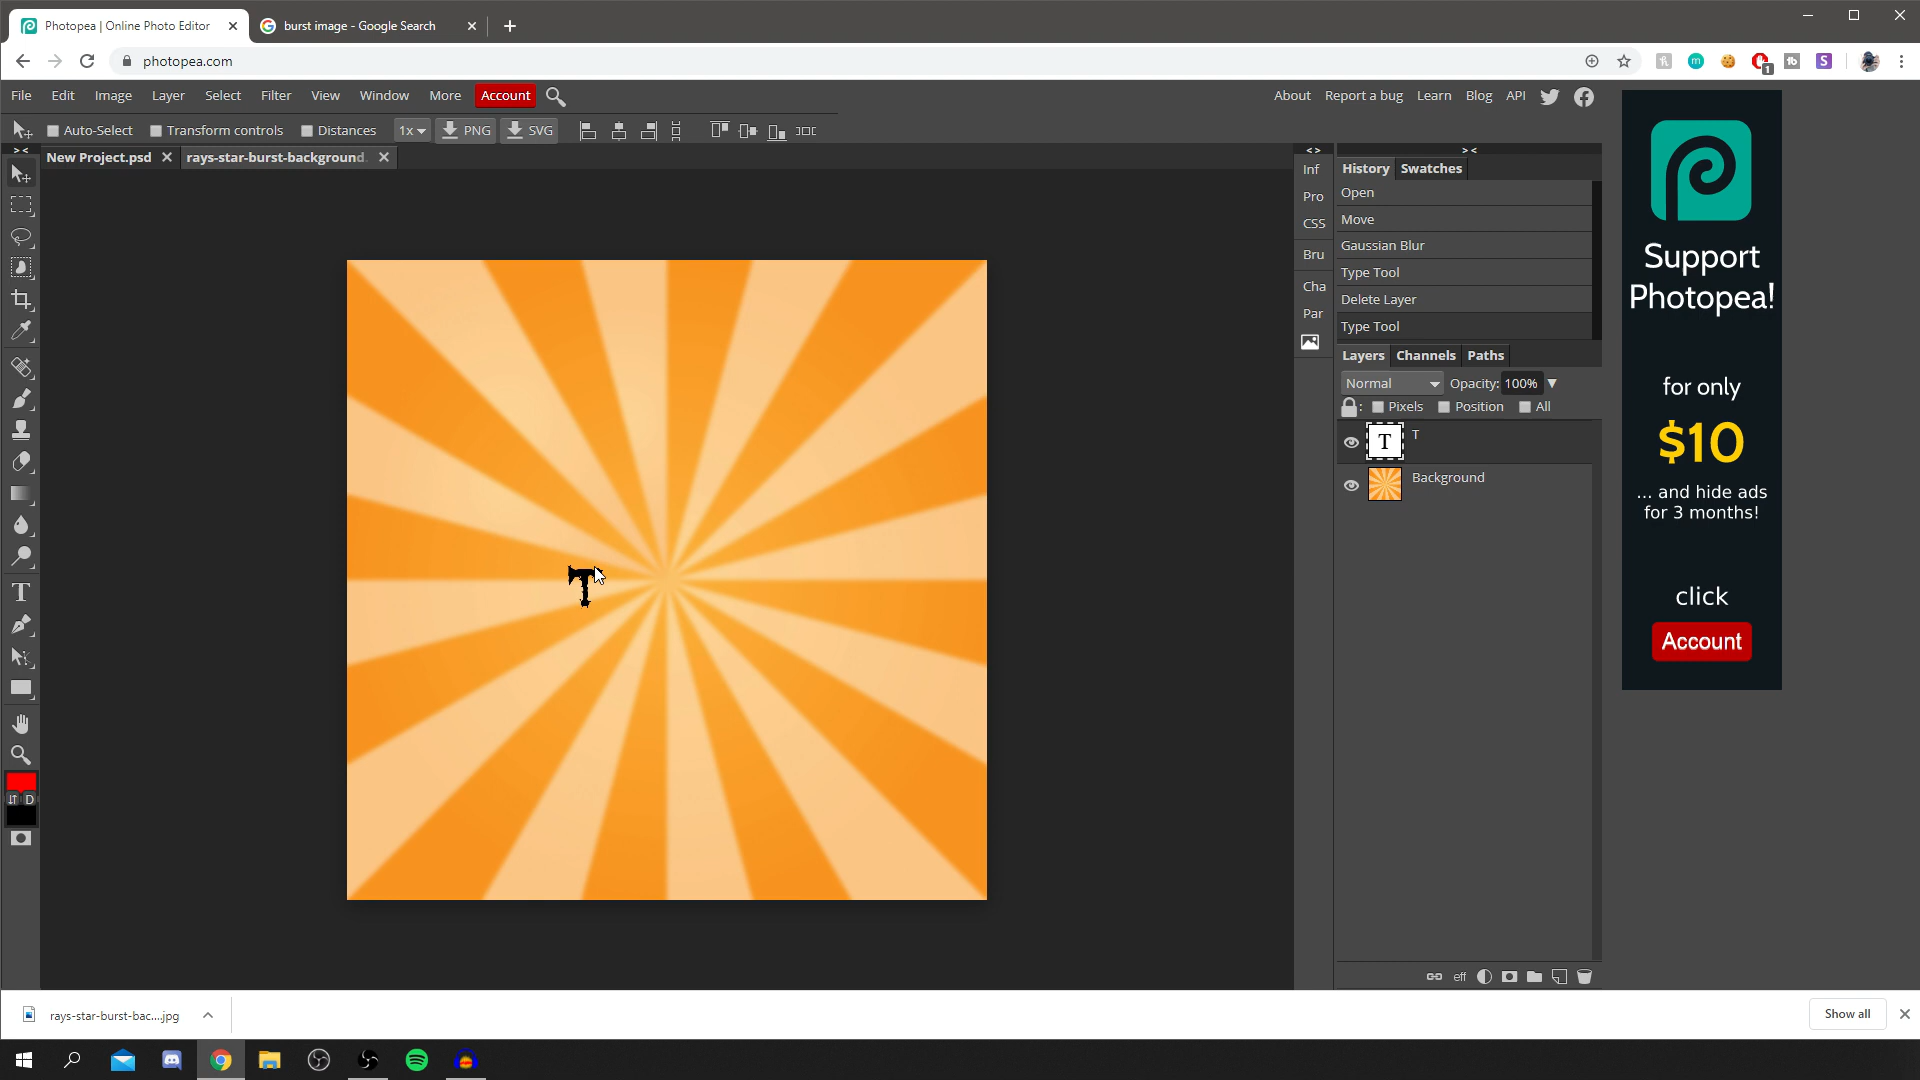 Photopea | Online Photo Editor
burst image - Google Search
photopea.com
1
m
tb
S
File Edit Image Layer Select Filter View Window More Account
About Report a bug Learn Blog API
Auto-Select Transform controls Distances 1x PNG SVG
New Project.psd
rays-star-burst-background.
Inf
Pro
CSS
Bru
Cha
Par
History Swatches
Open
Move
Gaussian Blur
Type Tool
Delete Layer
Type Tool
Layers Channels Paths
Normal Opacity: 100%
: Pixels Position All
T T
Background
T
T
D
eff
Support
Photopea!
for only
$10
... and hide ads
for 3 months!
click
Account
rays-star-burst-bac....jpg
Show all